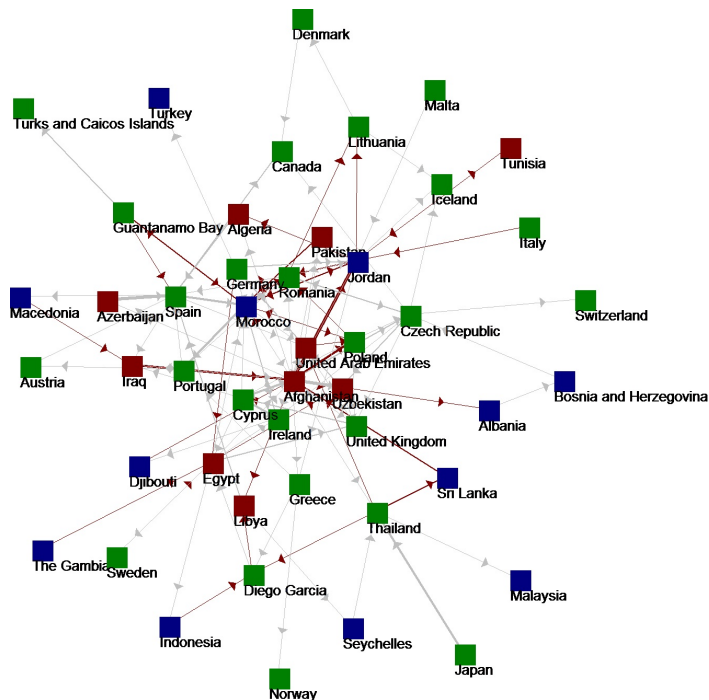 Denmark
Malta
Turkey
Turks and Caicos Islands
Lithuania
Canada
Tunisia
Iceland
Guantanamo Bay
Algeria
Pakistan
Italy
Germany
Romania
Jordan
Macedonia
Azerbaijan
Spain
Morocco
Czech Republic
Switzerland
Poland
United Arab Emirates
Austria
Iraq
Portugal
Afghanistan
Uzbekistan
Bosnia and Herzegovina
Cyprus
Albania
Ireland
United Kingdom
Djibouti
Egypt
Sri Lanka
Greece
Libya
Thailand
The Gambia
Sweden
Diego Garcia
Malaysia
Indonesia
Seychelles
Japan
Norway